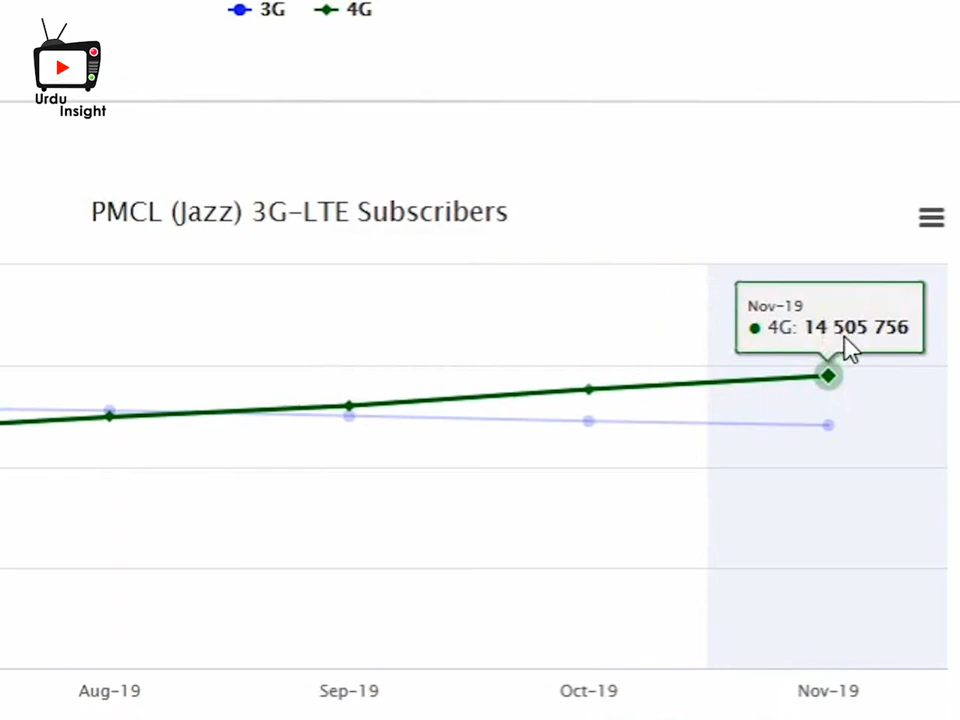 3G 4G
Urdu
Insight
PMCL (Jazz) 3G-LTE Subscribers
Nov-19
4G: 14 505 756
Aug-19 Sep-19 Oct-19 Nov-19